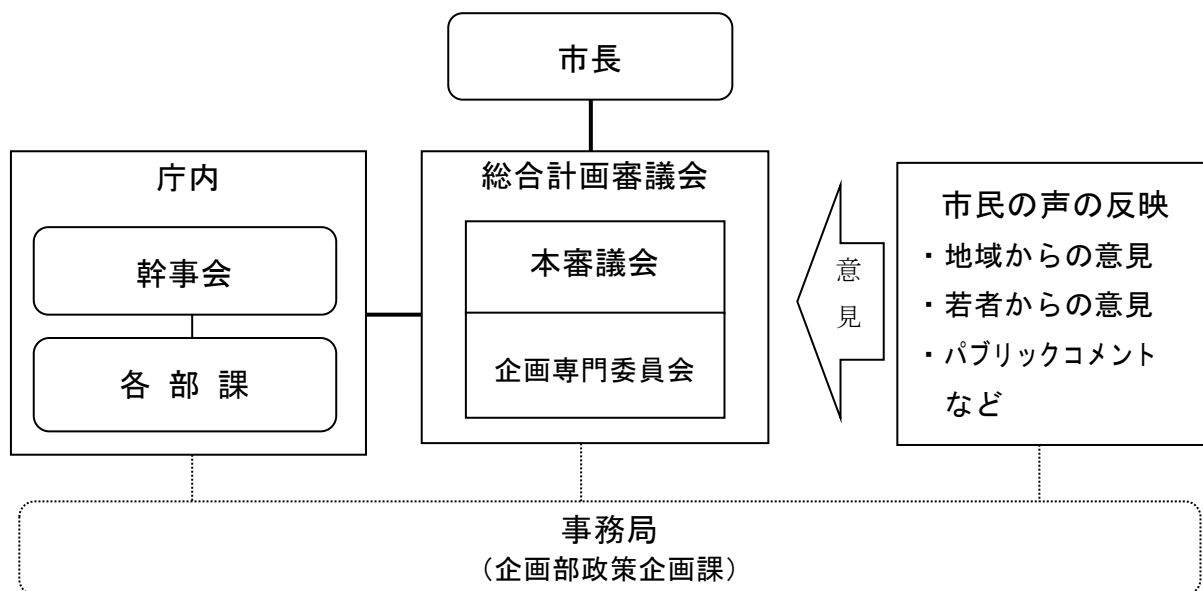 市長
庁内
幹事会
各部課
総合計画審議会
本審議会
企画専門委員会
意見
市民の声の反映
・地域からの意見
・若者からの意見
・パブリックコメント
など
事務局
（企画部政策企画課）